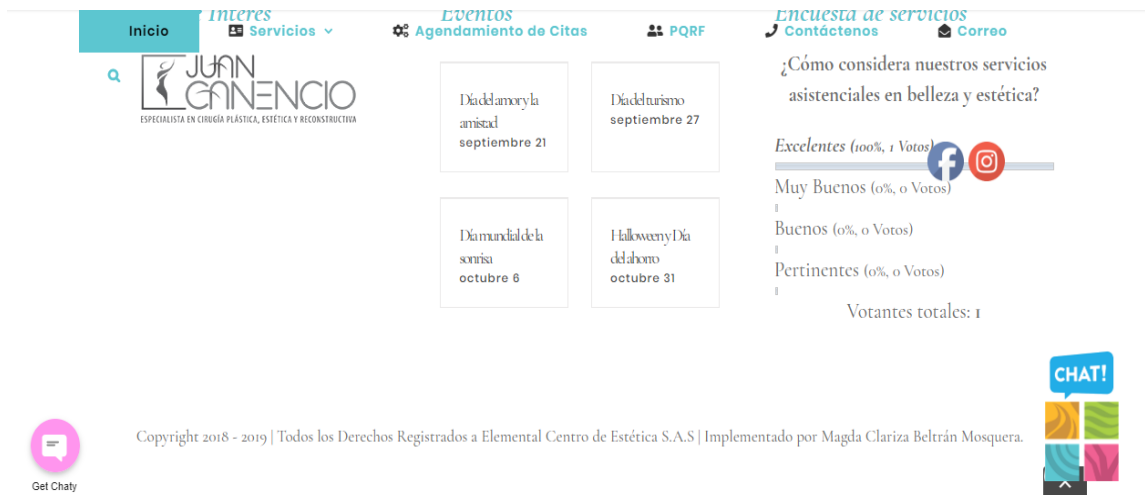 Interés
Eventos
Encuesta de servicios
Inicio
Servicios
Agendamiento de Citas
PQRF
Contáctenos
Correo
JUAN
CANENCIO
ESPECIALISTA EN CIRUGÍA PLÁSTICA, ESTÉTICA Y RECONSTRUCTIVA
Día del amor y la
amistad
septiembre 21
Día del turismo
septiembre 27
Día mundial de la
sonrisa
octubre 6
Halloween y Día
del ahorro
octubre 31
¿Cómo considera nuestros servicios
asistenciales en belleza y estética?
Excelentes (100%, 1 Votos)
Muy Buenos (0%, 0 Votos)
Buenos (0%, 0 Votos)
Pertinentes (0%, 0 Votos)
Votantes totales: 1
CHAT!
Copyright 2018 - 2019 | Todos los Derechos Registrados a Elemental Centro de Estética S.A.S | Implementado por Magda Clariza Beltrán Mosquera.
Get Chaty